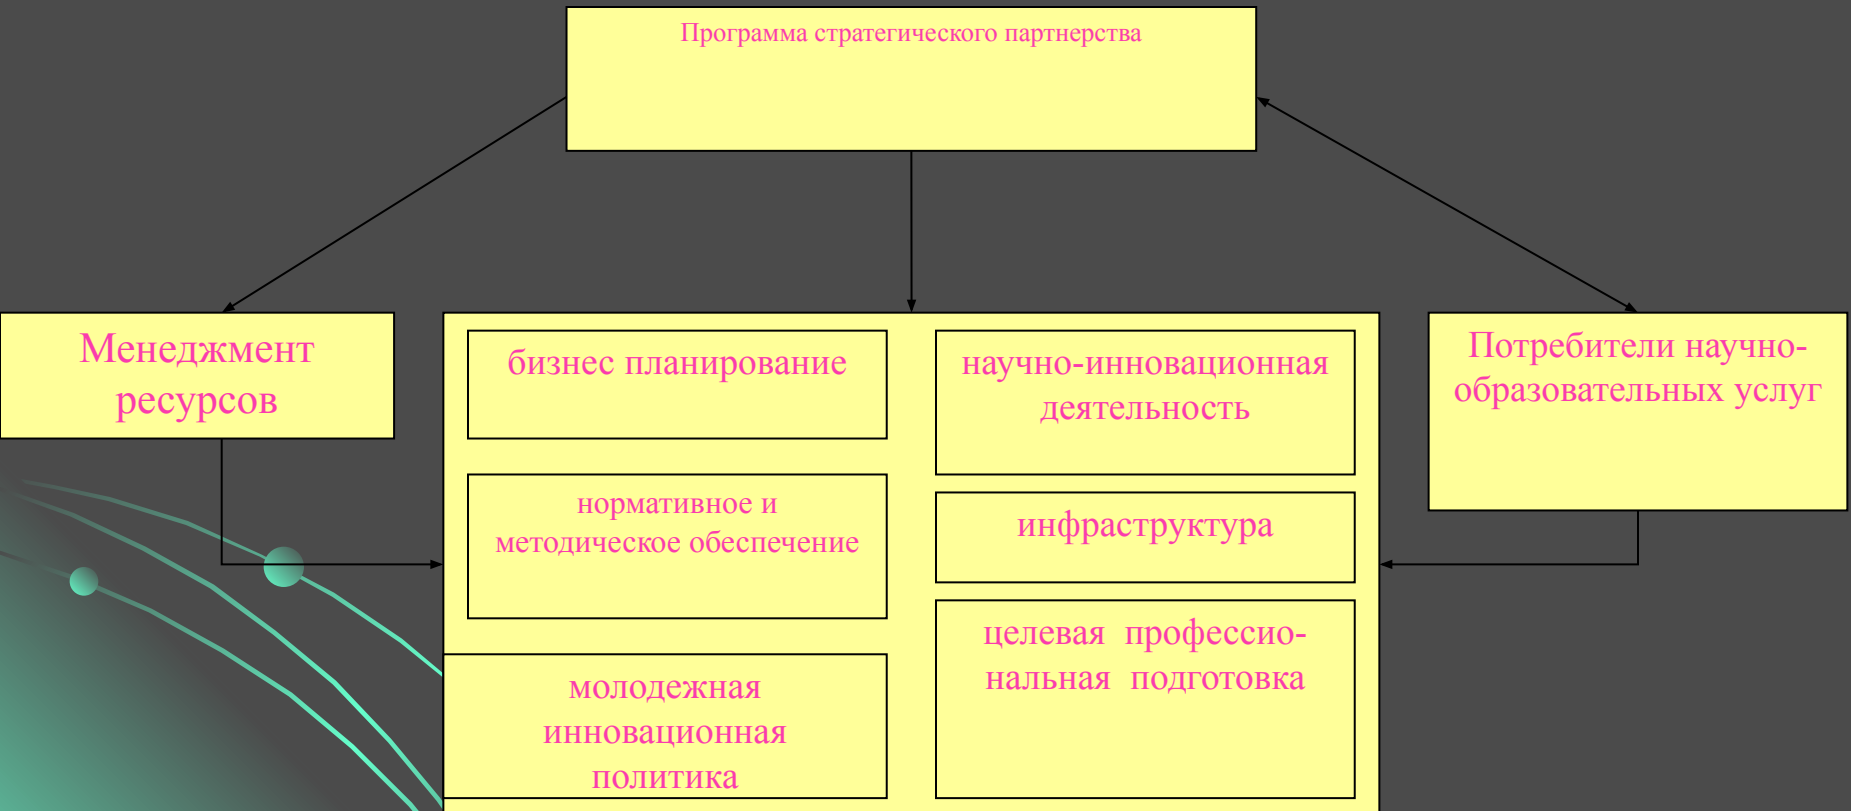 Программа стратегического партнерства
Менеджмент
ресурсов
бизнес планирование
нормативное и
методическое обеспечение
молодежная
инновационная
политика
научно-инновационная
деятельность
инфраструктура
целевая профессио-
нальная подготовка
Потребители научно-
образовательных услуг